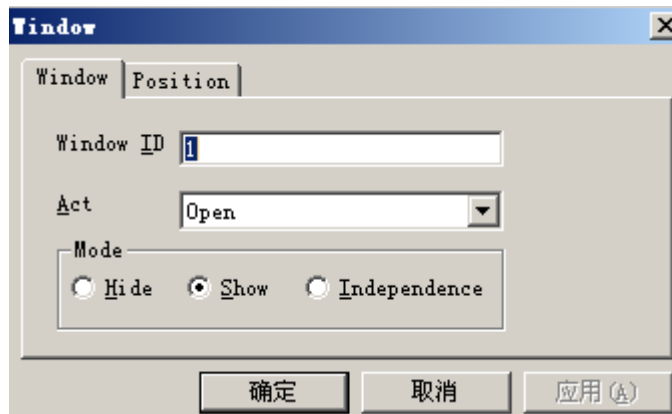 Window
Window Position
Window ID 1
Act Open
Mode
Hide Show Independence
确定 取消 应用(A)